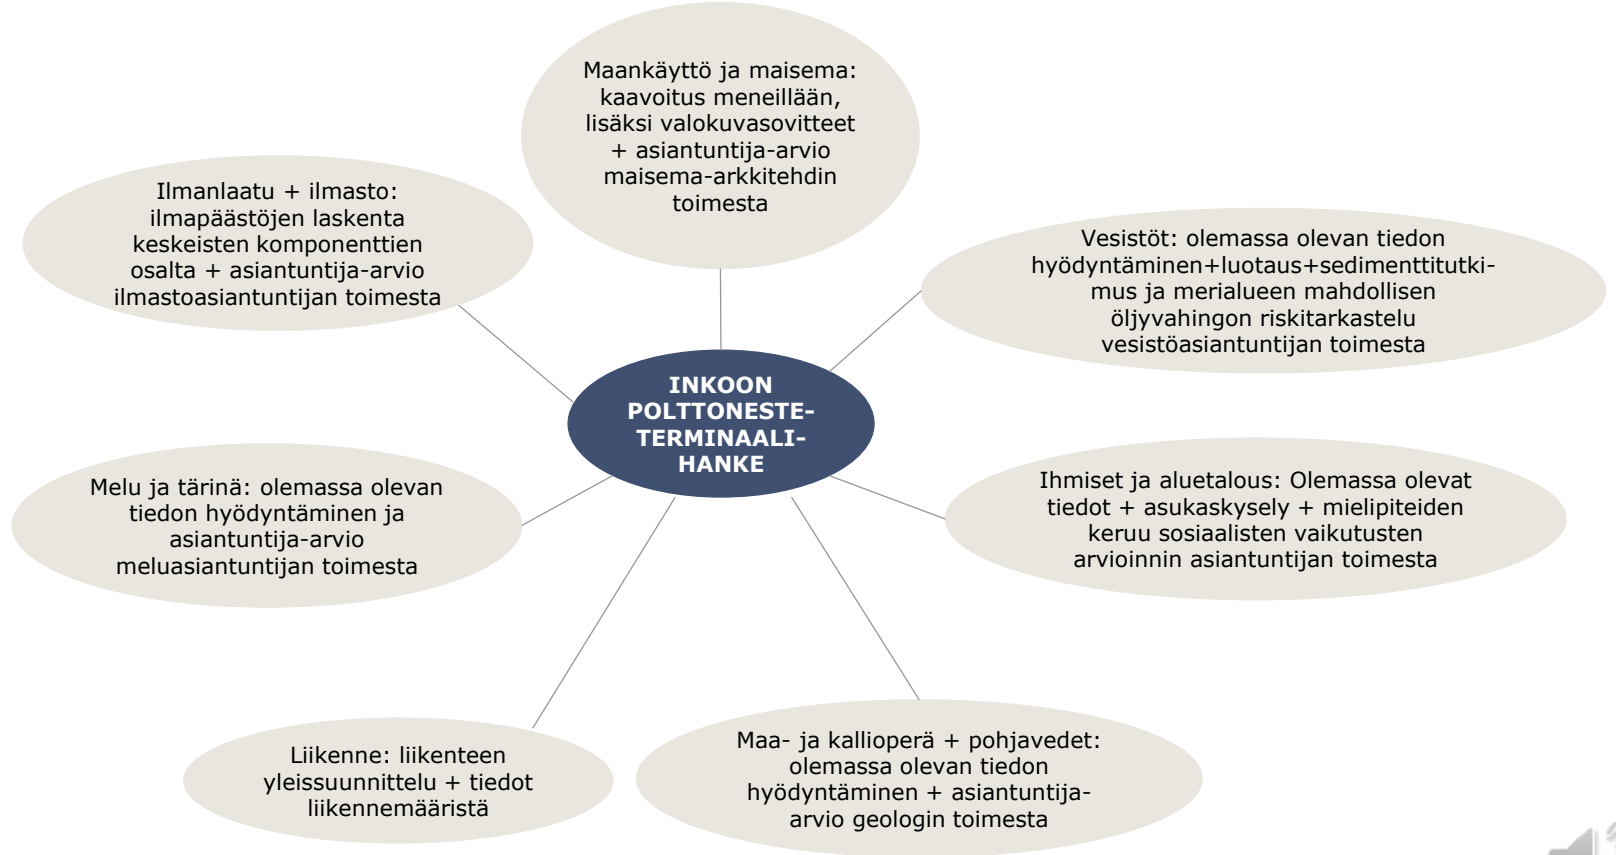 Maankäyttö ja maisema:
kaavoitus meneillään,
lisäksi valokuvasovitteet
+ asiantuntija-arvio
maisema-arkkitehdin
toimesta
Ilmanlaatu + ilmasto:
ilmapäästöjen laskenta
keskeisten komponenttien
osalta + asiantuntija-arvio
ilmastoasiantuntijan toimesta
Vesistöt: olemassa olevan tiedon
hyödyntäminen+luotaus+sedimenttitutki-
mus ja merialueen mahdollisen
öljyvahingon riskitarkastelu
vesistöasiantuntijan toimesta
INKOON
POLTTONESTE-
TERMINAALI-
HANKE
Melu ja tärinä: olemassa olevan
tiedon hyödyntäminen ja
asiantuntija-arvio
meluasiantuntijan toimesta
Ihmiset ja aluetalous: Olemassa olevat
tiedot + asukaskysely + mielipiteiden
keruu sosiaalisten vaikutusten
arvioinnin asiantuntijan toimesta
Liikenne: liikenteen
yleissuunnittelu + tiedot
liikennemääristä
Maa- ja kallioperä + pohjavedet:
olemassa olevan tiedon
hyödyntäminen + asiantuntija-
arvio geologin toimesta